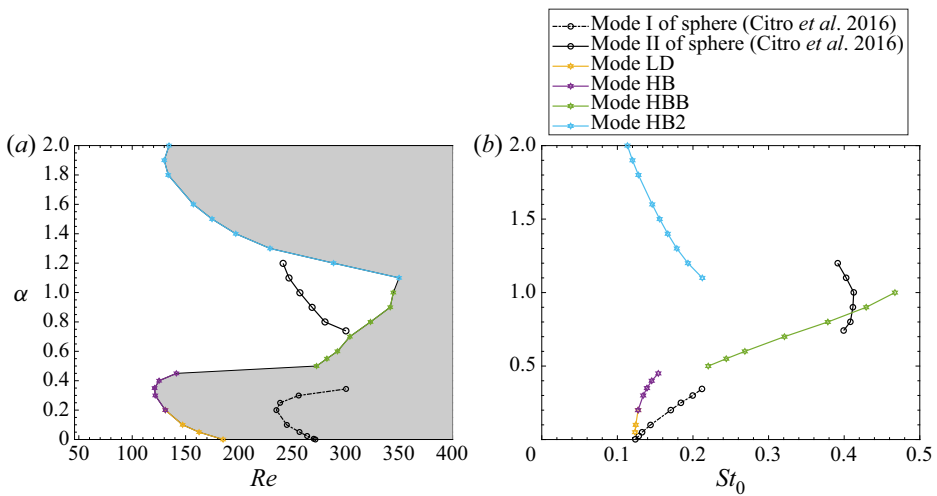 Mode I of sphere (Citro et al. 2016)
Mode II of sphere (Citro et al. 2016)
Mode LD
Mode HB
Mode HBB
Mode HB2
(a)
2.0
1.8
1.6
1.4
1.2
α 1.0
0.8
0.6
0.4
0.2
0
50 100 150 200 250 300 350 400
Re
(b)
2.0
1.5
1.0
0.5
0 0.1 0.2 0.3 0.4 0.5
St0